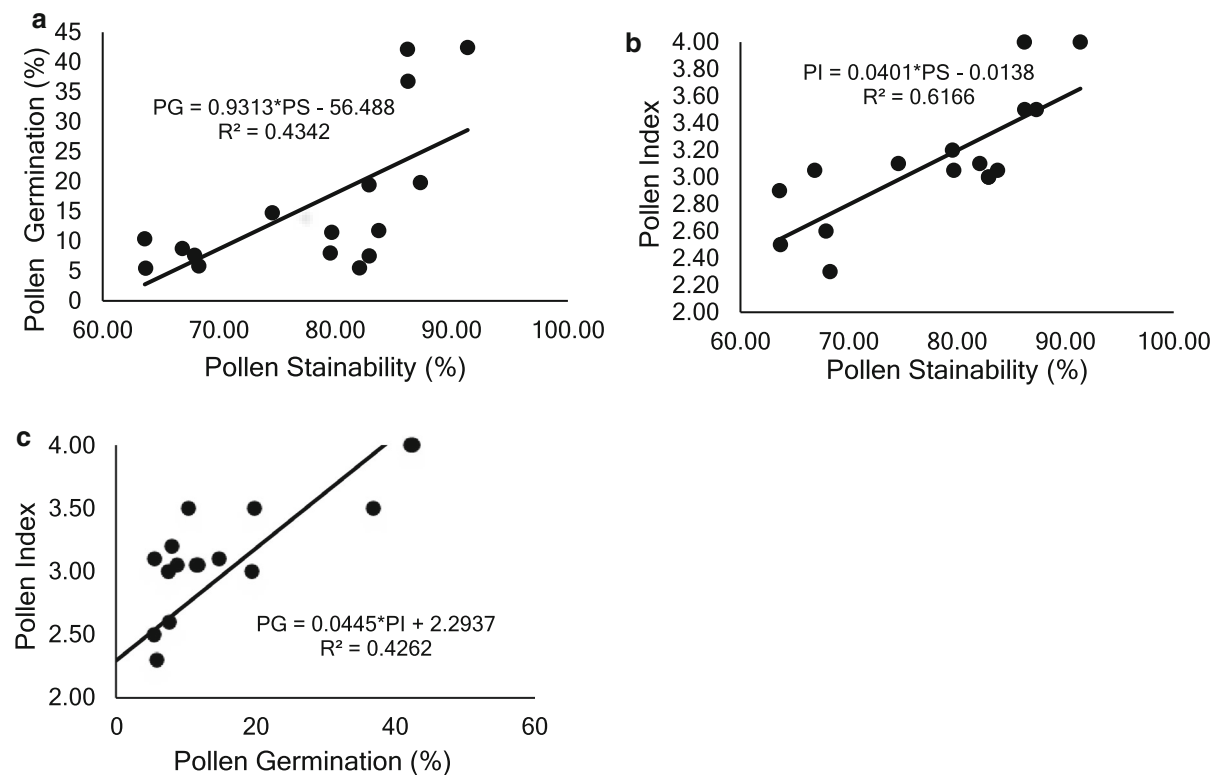 a
45
40
35
30
25
20
15
10
5
0
Pollen Germination (%)
PG = 0.9313*PS - 56.488
R² = 0.4342
60.00 70.00 80.00 90.00 100.00
Pollen Stainability (%)
b
4.00
3.80
3.60
3.40
3.20
3.00
2.80
2.60
2.40
2.20
2.00
Pollen Index
PI = 0.0401*PS - 0.0138
R² = 0.6166
60.00 70.00 80.00 90.00 100.00
Pollen Stainability (%)
c
4.00
3.50
3.00
2.50
2.00
Pollen Index
PG = 0.0445*PI + 2.2937
R² = 0.4262
0 20 40 60
Pollen Germination (%)